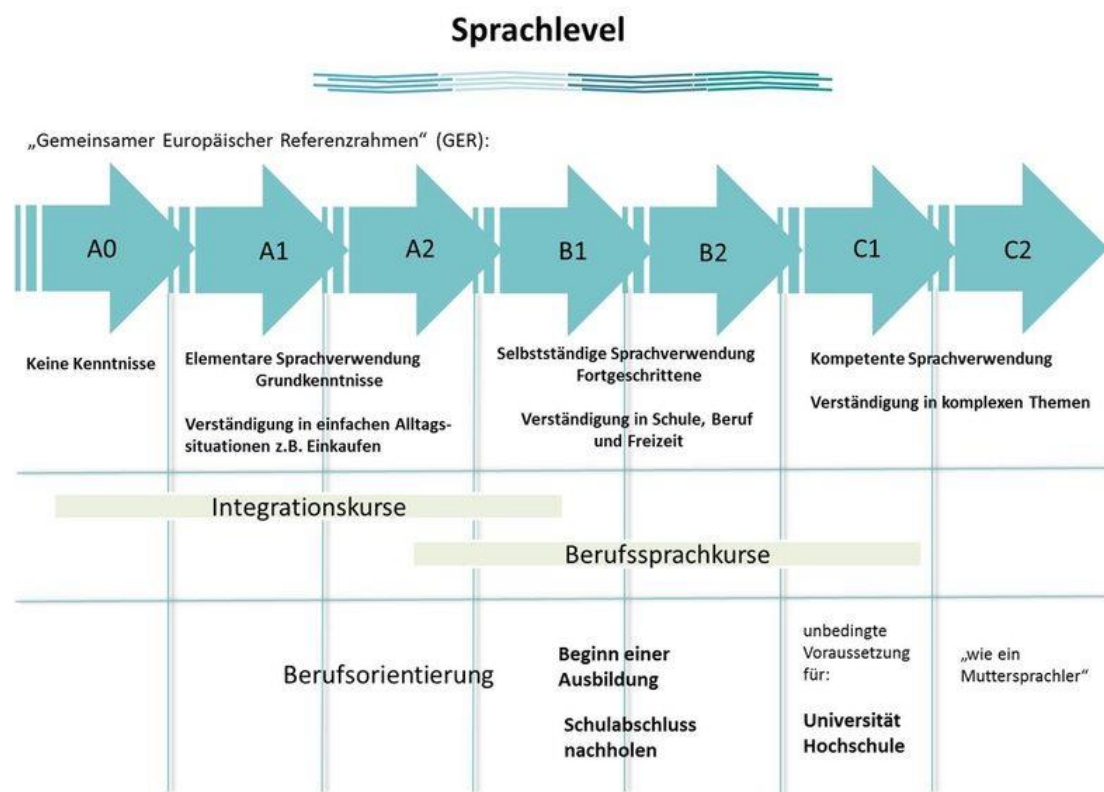 Sprachlevel
„Gemeinsamer Europäischer Referenzrahmen“ (GER):
A0
A1
A2
B1
B2
C1
C2
Keine Kenntnisse
Elementare Sprachverwendung
Grundkenntnisse
Verständigung in einfachen Alltags-
situationen z.B. Einkaufen
Selbstständige Sprachverwendung
Fortgeschrittene
Verständigung in Schule, Beruf
und Freizeit
Kompetente Sprachverwendung
Verständigung in komplexen Themen
Integrationskurse
Berufssprachkurse
Berufsorientierung
Beginn einer
Ausbildung
Schulabschluss
nachholen
unbedingte
Voraussetzung
für:
Universität
Hochschule
„wie ein
Muttersprachler“